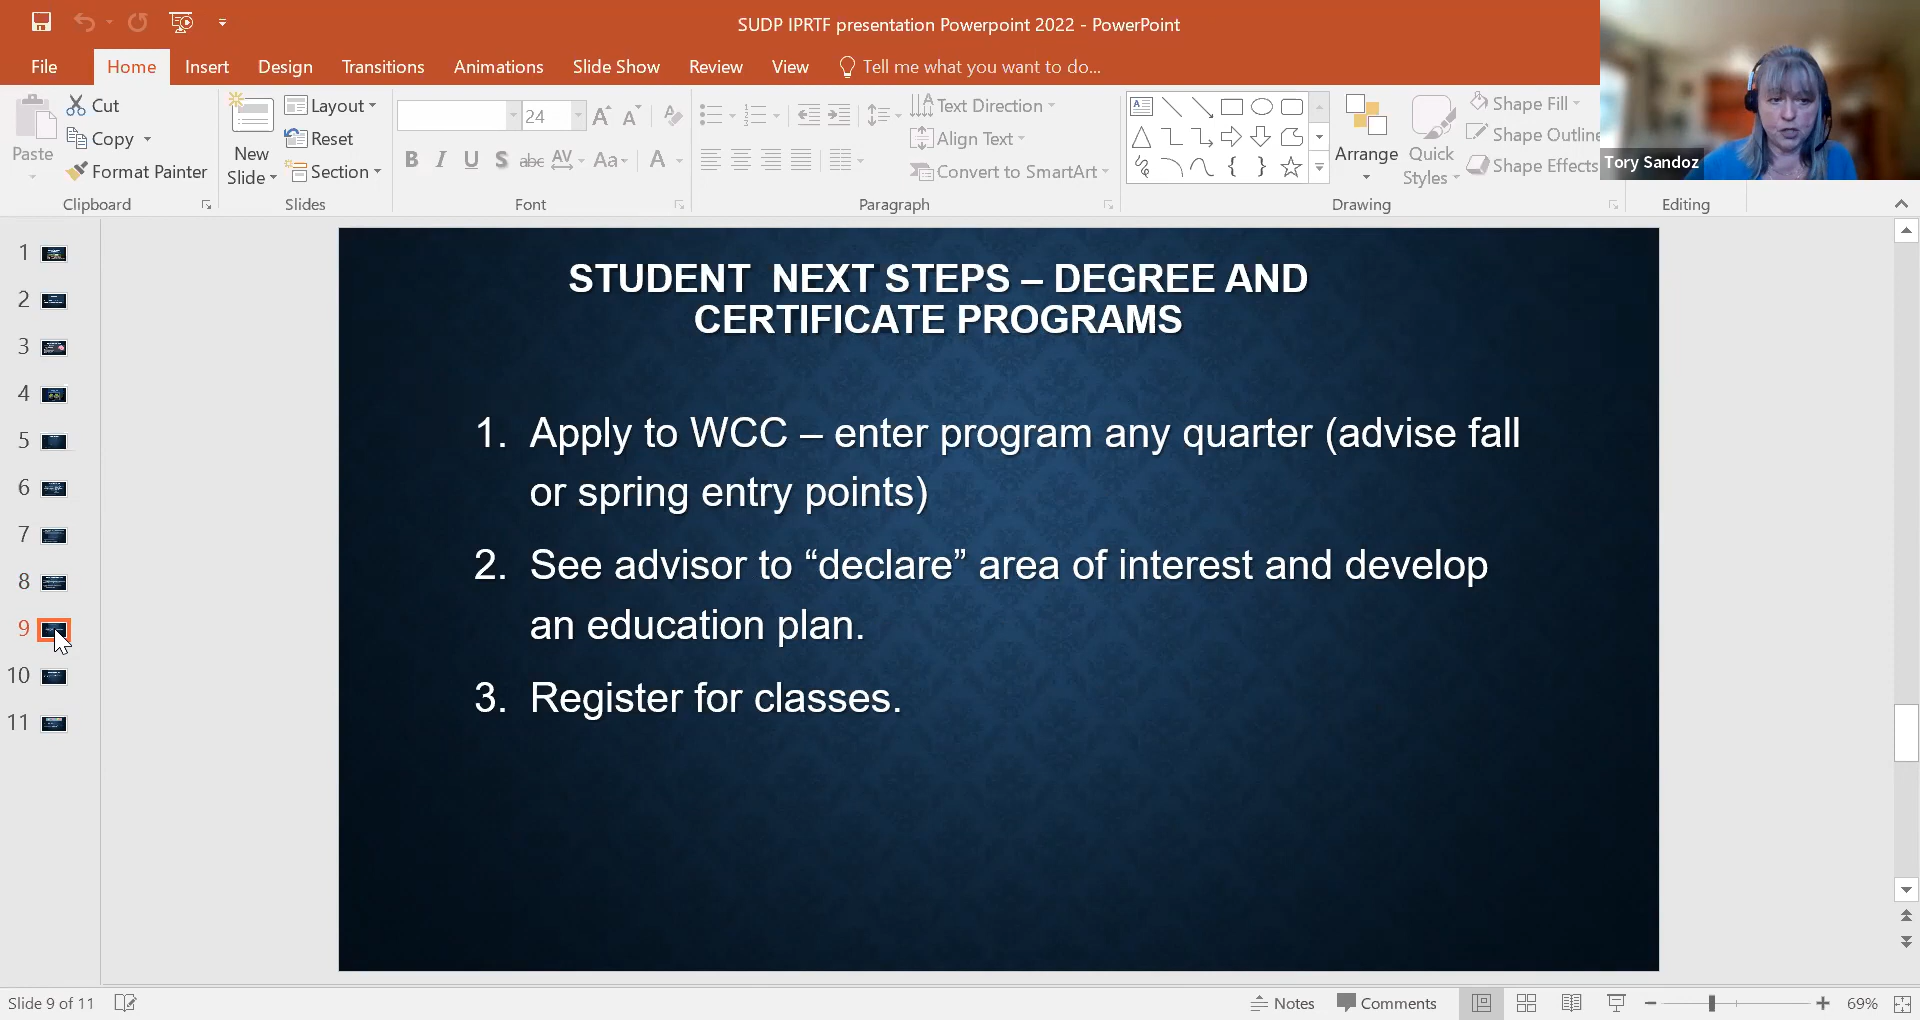 SUDP IPRTF presentation Powerpoint 2022 - PowerPoint
File Home Insert Design Transitions Animations Slide Show Review View Tell me what you want to do...
Cut
Copy
Format Painter
Paste
Clipboard
New
Slide
Layout
Reset
Section
Slides
24
B I U S abc AV Aa A
Font
Text Direction
Align Text
Convert to SmartArt
Paragraph
Arrange
Quick
Styles
Shape Fill
Shape Outline
Shape Effects
Drawing
Editing
Tory Sandoz
1
2
3
4
5
6
7
8
9
10
11
STUDENT NEXT STEPS – DEGREE AND
CERTIFICATE PROGRAMS
1. Apply to WCC – enter program any quarter (advise fall
or spring entry points)
2. See advisor to “declare” area of interest and develop
an education plan.
3. Register for classes.
Slide 9 of 11
Notes
Comments
69%